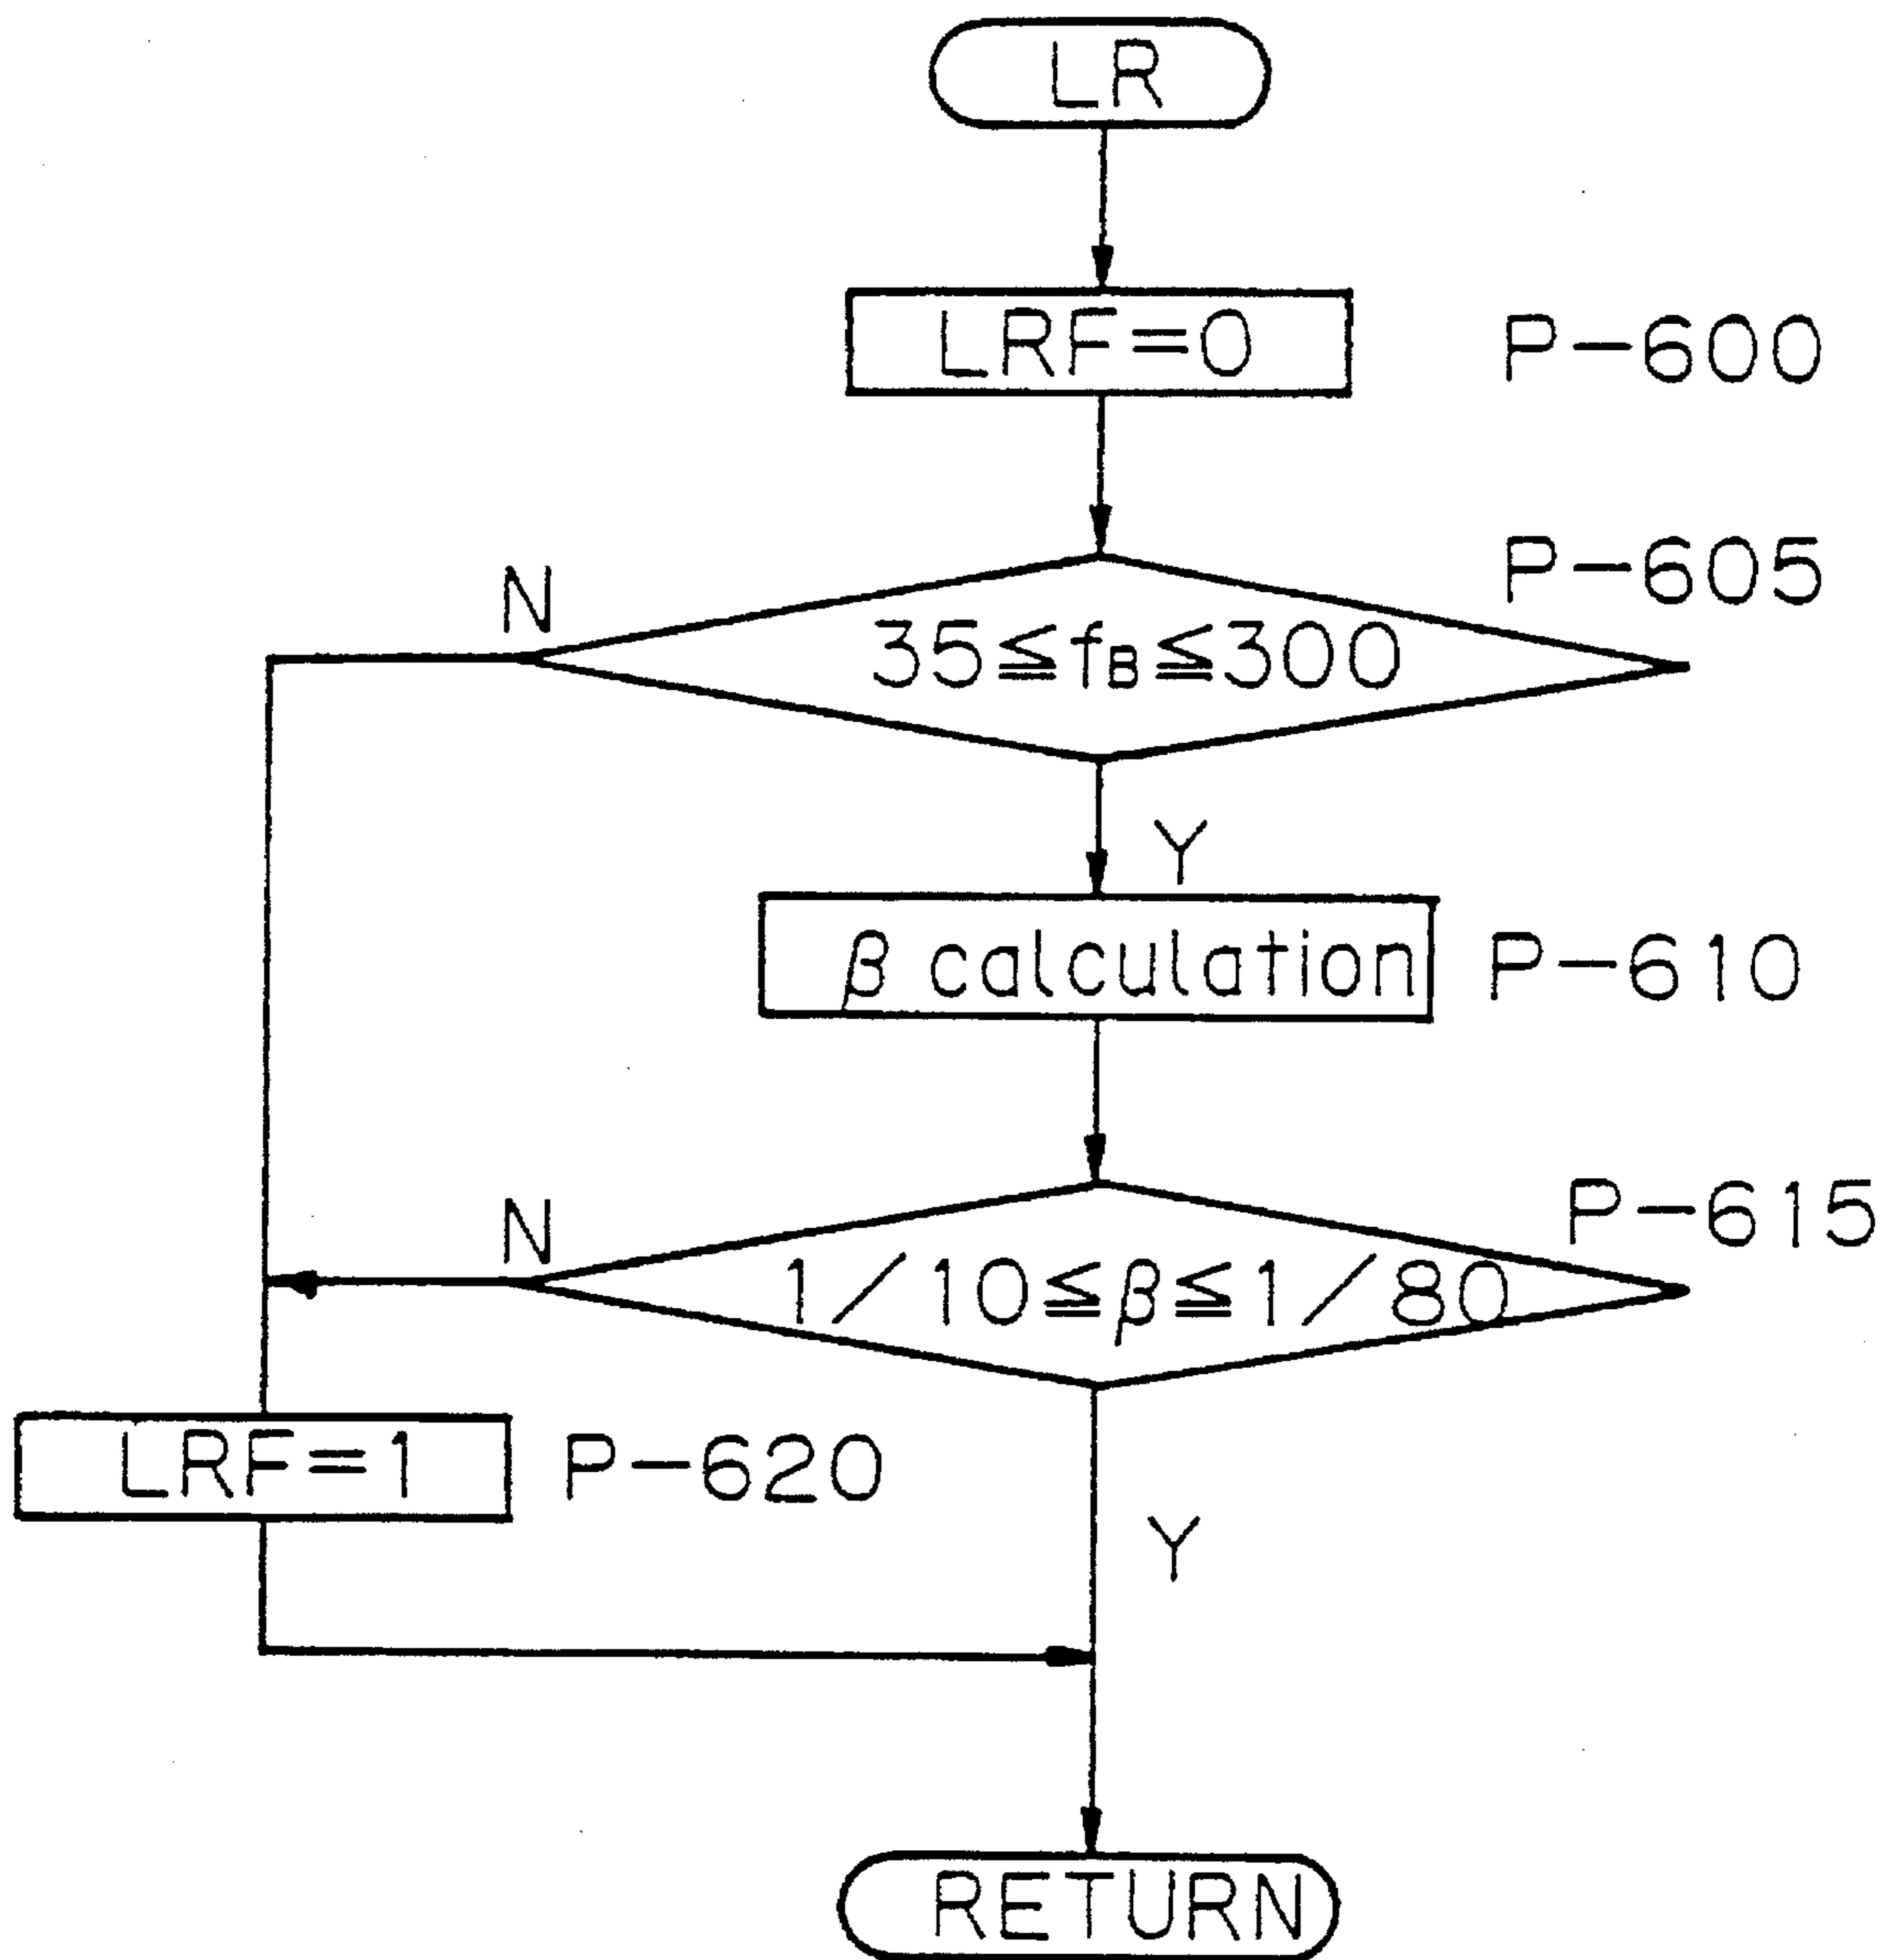 LR
LRF=0
P-600
P-605
N
35≦fB≦300
Y
β calculation
P-610
P-615
N
1/10≦β≦1/80
LRF=1
P-620
Y
RETURN